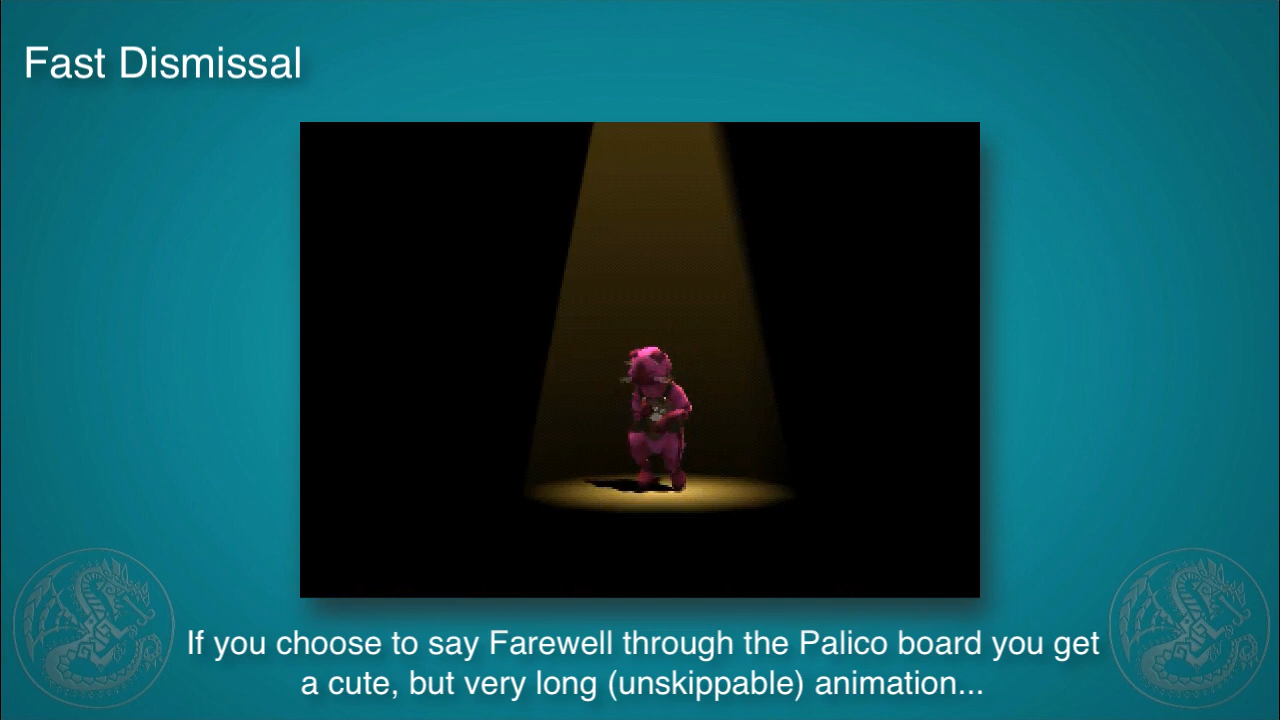 Fast Dismissal
If you choose to say Farewell through the Palico board you get
a cute, but very long (unskippable) animation...